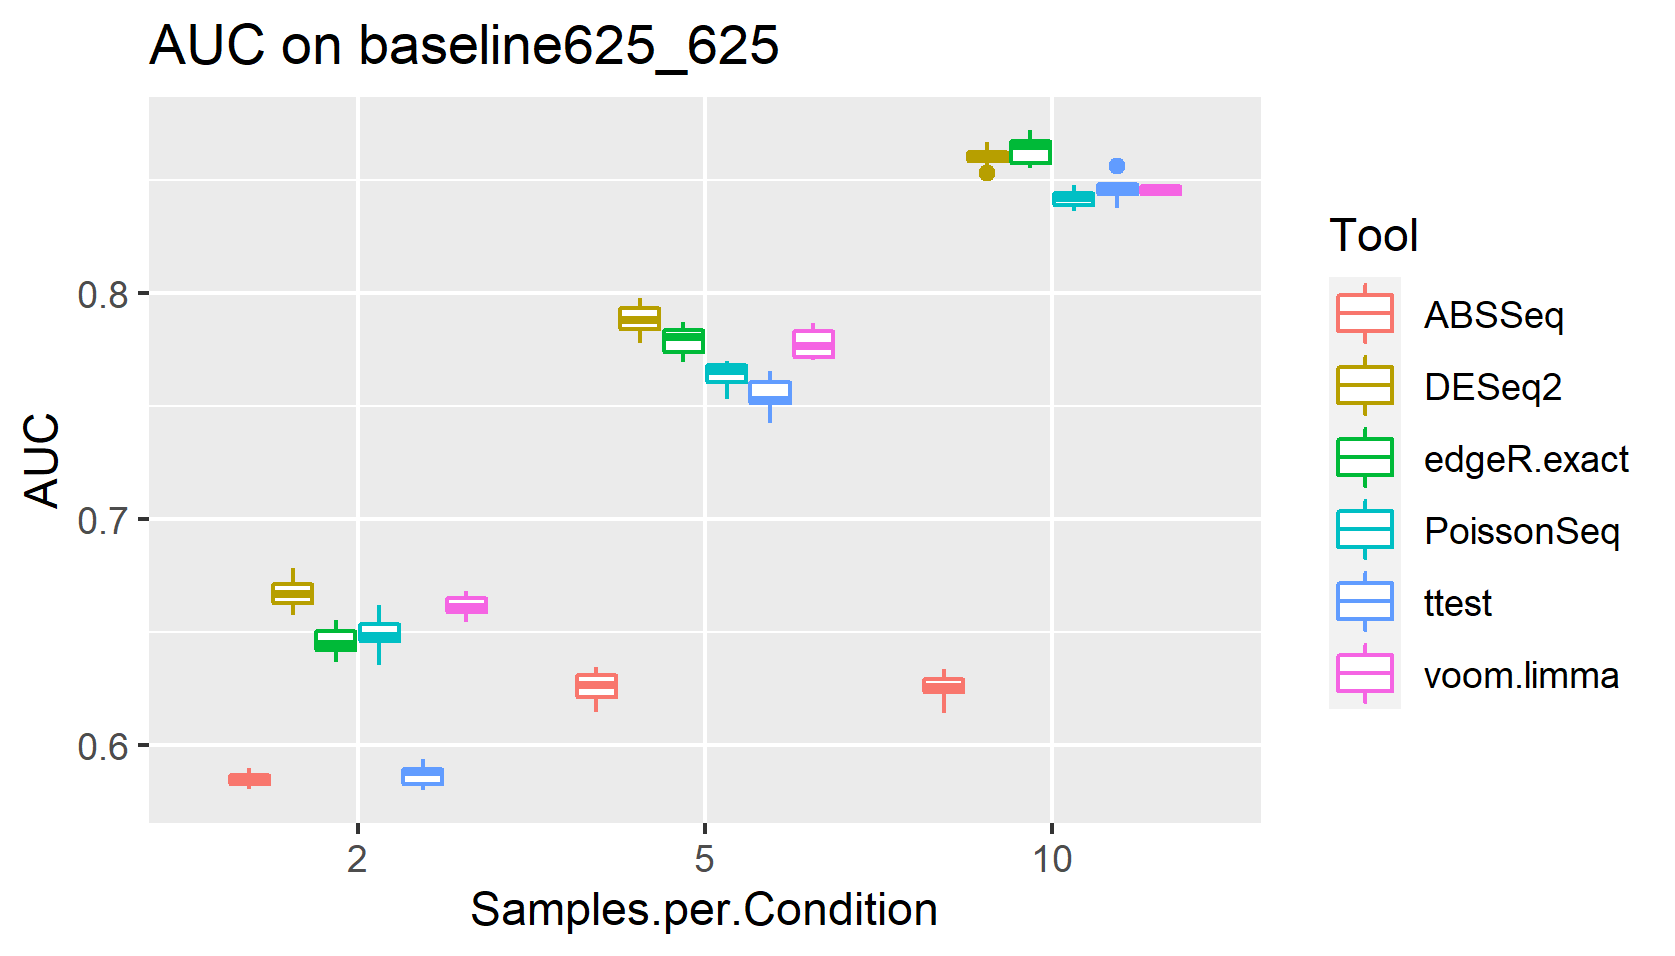 AUC on baseline625_625
AUC
0.8
0.7
0.6
2
5
10
Samples.per.Condition
Tool
ABSSeq
DESeq2
edgeR.exact
PoissonSeq
ttest
voom.limma